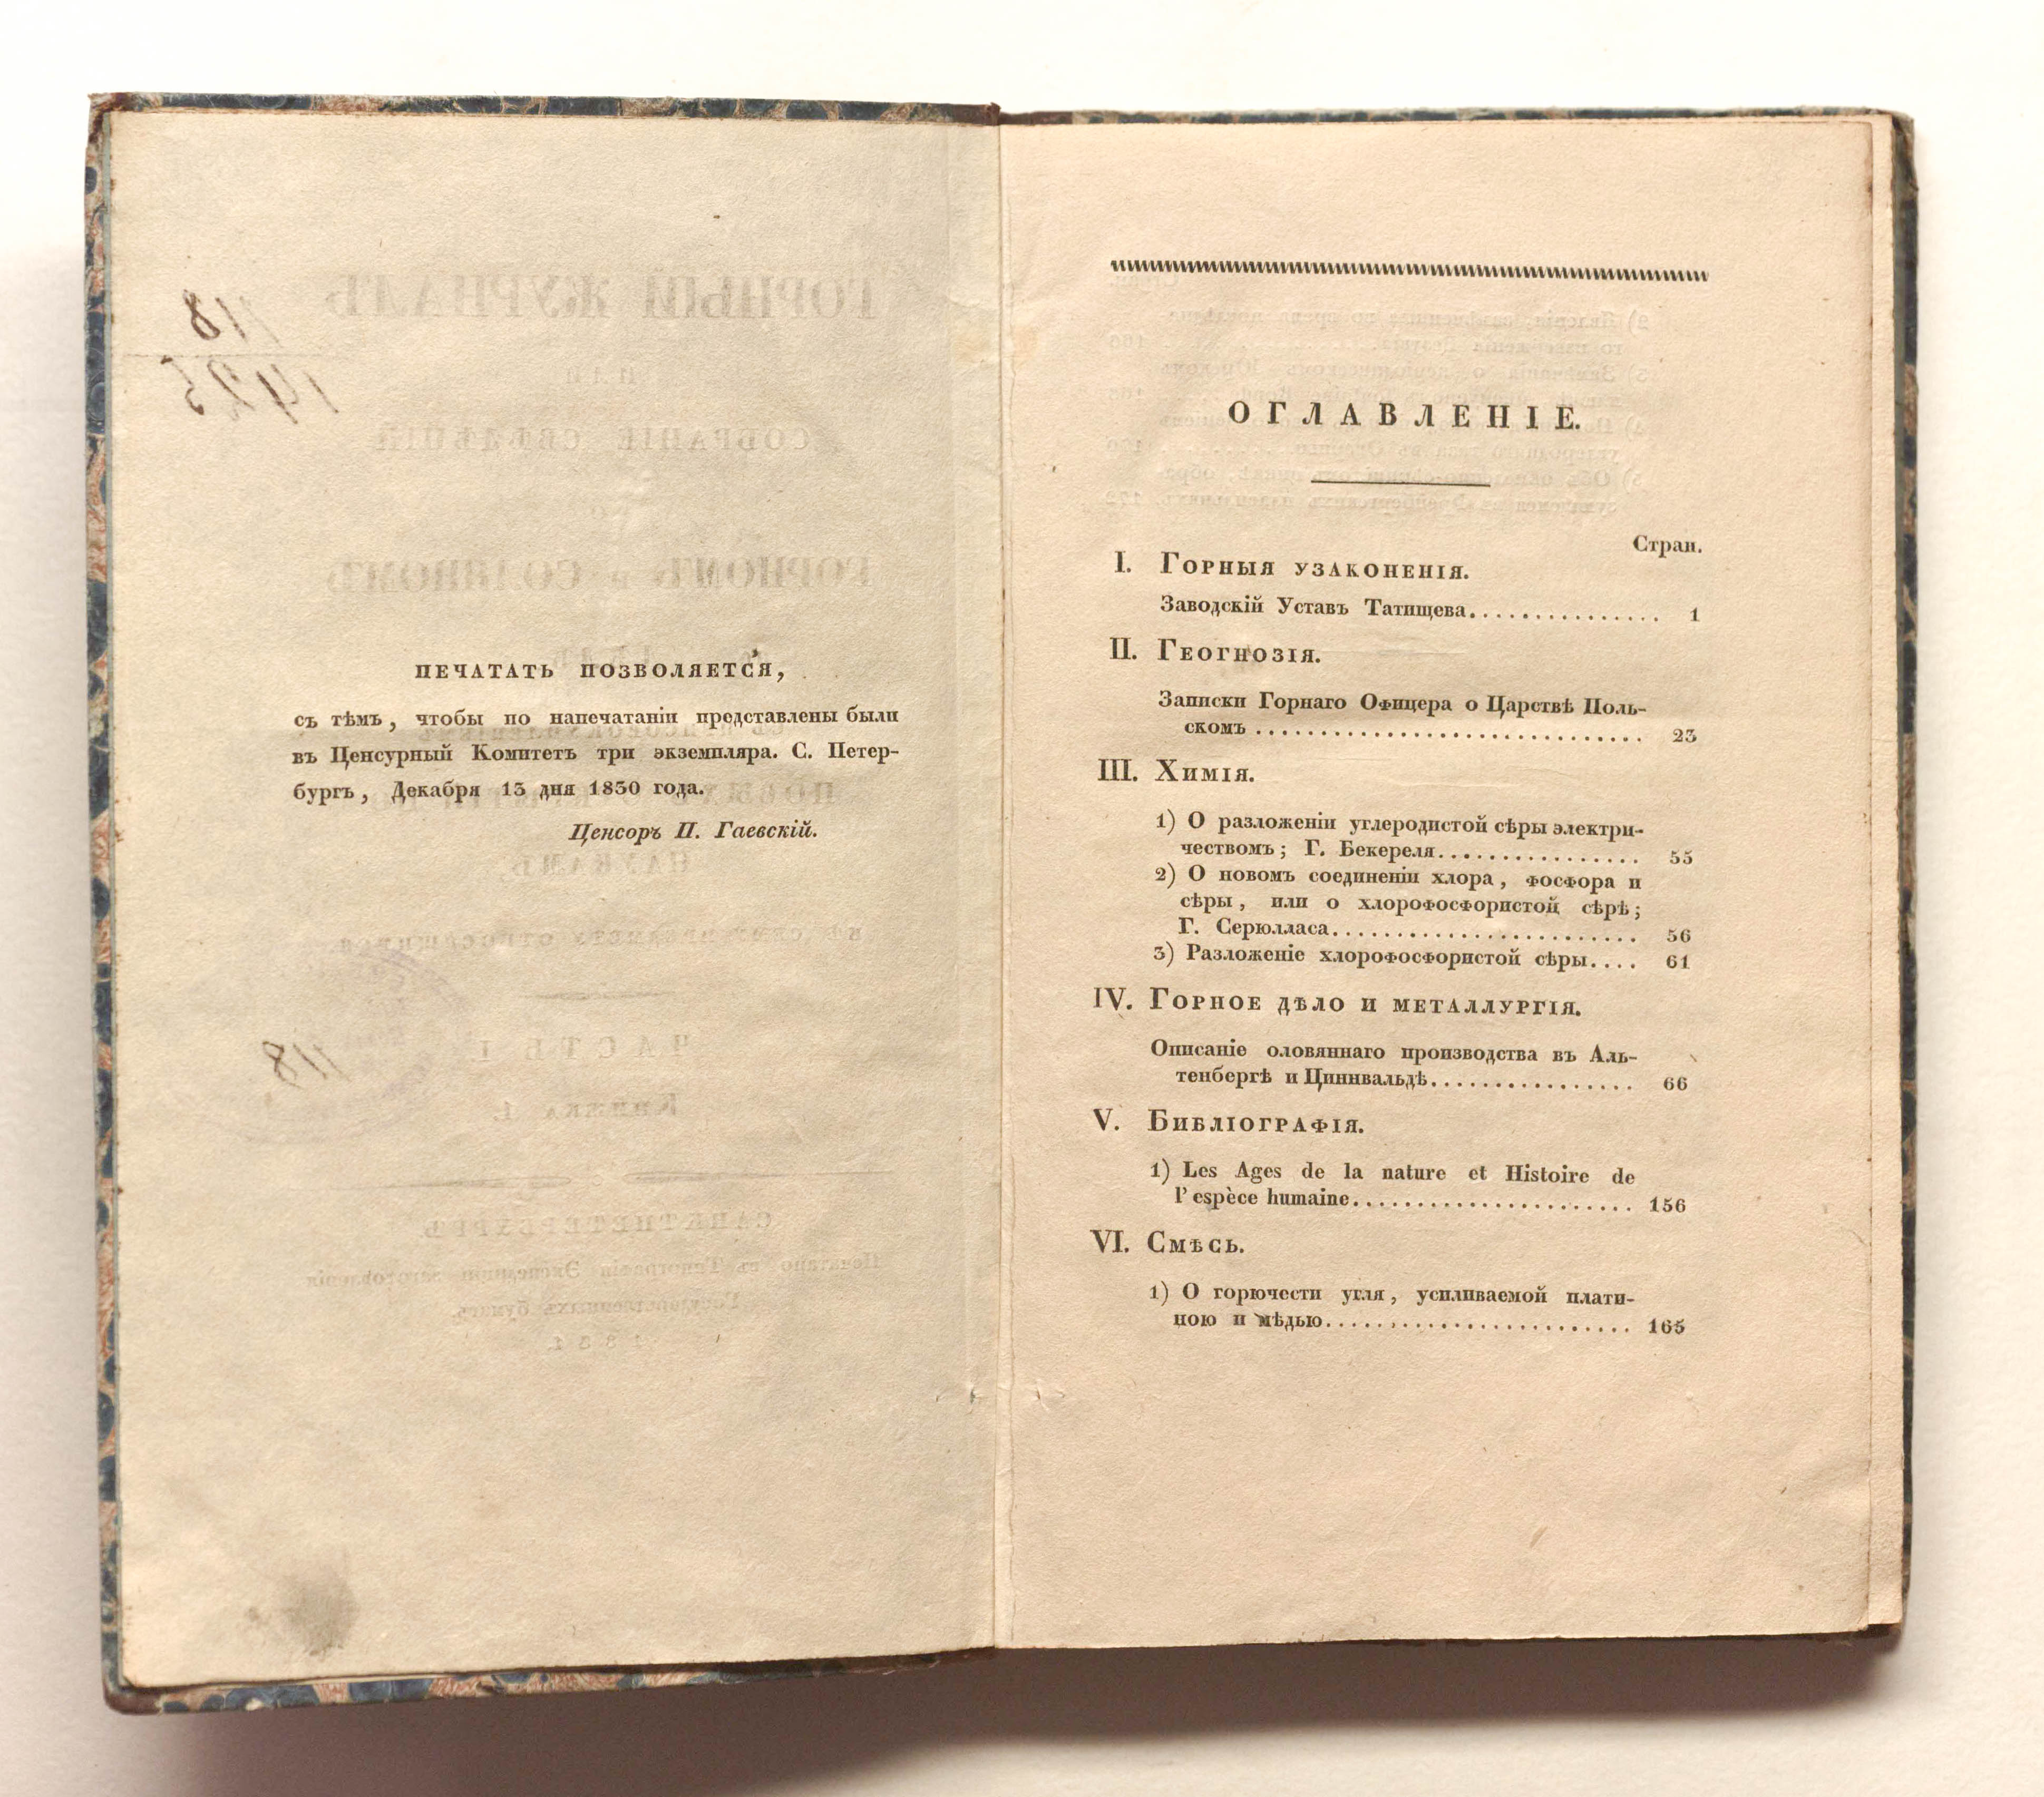 ПЕЧАТАТЬ ПОЗВОЛЯЕТСЯ,
съ тѣмъ, чтобы по напечатаніи представлены были
въ Ценсурный Комитетъ три экземпляра. С. Петер-
бургъ, Декабря 13 дня 1830 года.
Ценсоръ П. Гаевскій.
ОГЛАВЛЕНІЕ.
Стран.
I. Горныя узаконенія.
Заводскій Уставъ Татищева............... 1
II. Геогнозія.
Записки Горнаго Офицера о Царствѣ Поль-
скомъ .............................. 23
III. Химія.
1) О разложеніи углеродистой сѣры электри-
чествомъ; Г. Бекереля................ 55
2) О новомъ соединеніи хлора, фосфора и
сѣры, или о хлорофосфористой сѣрѣ;
Г. Серюлласа........................ 56
3) Разложеніе хлорофосфористой сѣры.... 61
IV. Горное дѣло и металлургія.
Описаніе оловяннаго производства въ Аль-
тенбергѣ и Циннвальдѣ................ 66
V. Библіографія.
1) Les Ages de la nature et Histoire de
l'espèce humaine...................... 156
VI. Смѣсь.
1) О горючести угля, усиливаемой плати-
ною и мѣдью........................ 165